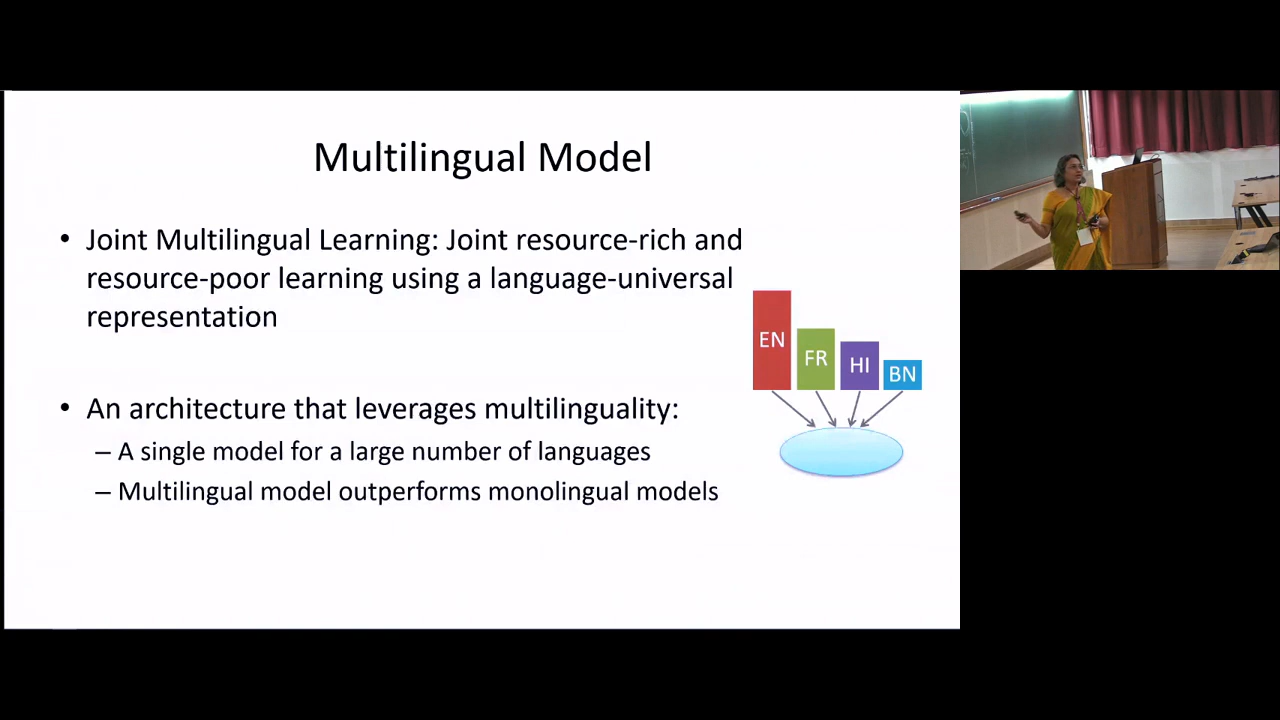 Multilingual Model
• Joint Multilingual Learning: Joint resource-rich and
resource-poor learning using a language-universal
representation
• An architecture that leverages multilinguality:
– A single model for a large number of languages
– Multilingual model outperforms monolingual models
EN
FR
HI
BN